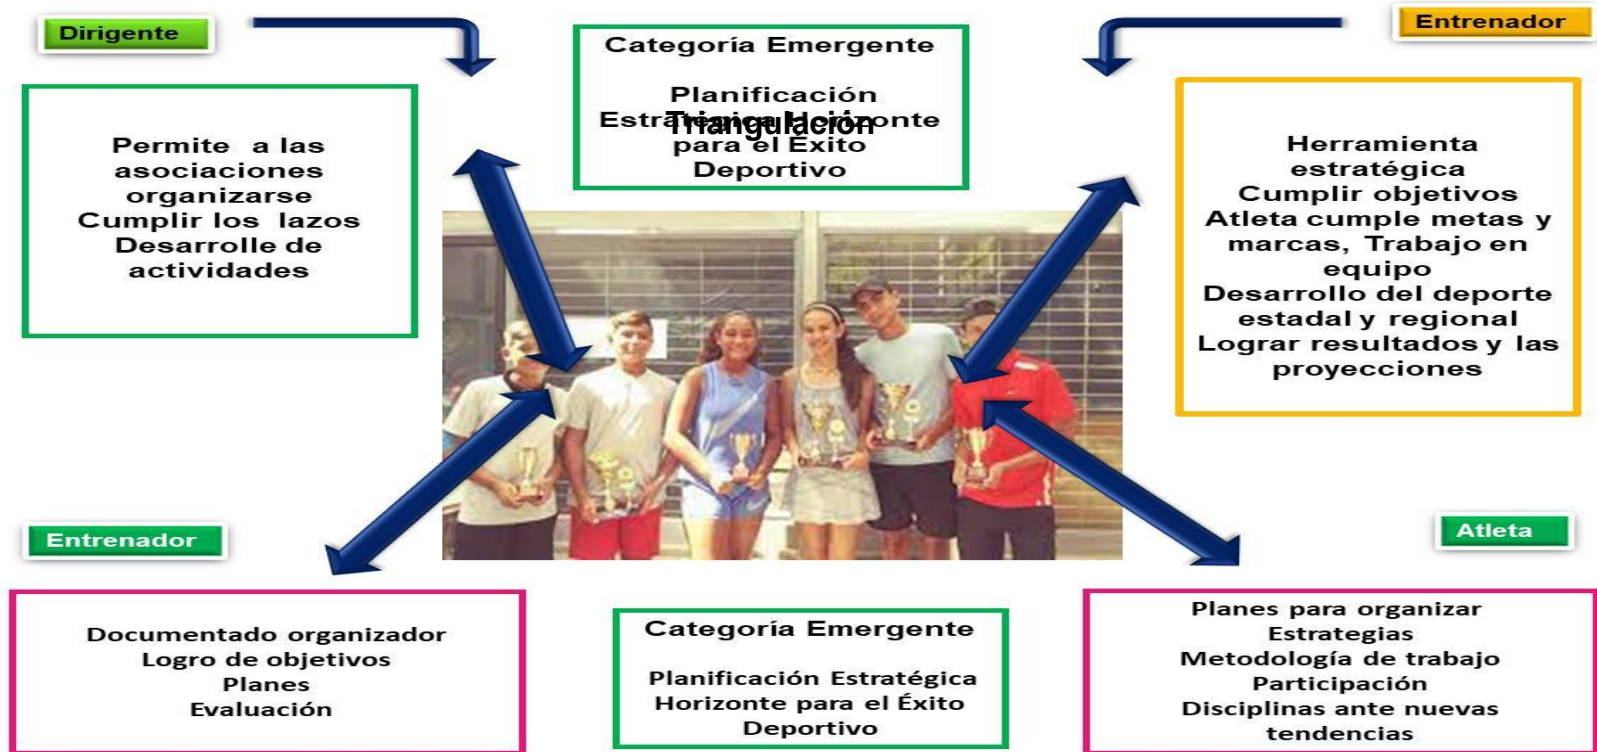 Dirigente
Entrenador
Categoría Emergente
Planificación
Estratégica Horizonte
Triangulación
para el Éxito
Deportivo
Permite a las
asociaciones
organizarse
Cumplir los lazos
Desarrolle de
actividades
Herramienta
estratégica
Cumplir objetivos
Atleta cumple metas y
marcas, Trabajo en
equipo
Desarrollo del deporte
estadal y regional
Lograr resultados y las
proyecciones
Entrenador
Atleta
Documentado organizador
Logro de objetivos
Planes
Evaluación
Categoría Emergente
Planificación Estratégica
Horizonte para el Éxito
Deportivo
Planes para organizar
Estrategias
Metodología de trabajo
Participación
Disciplinas ante nuevas
tendencias